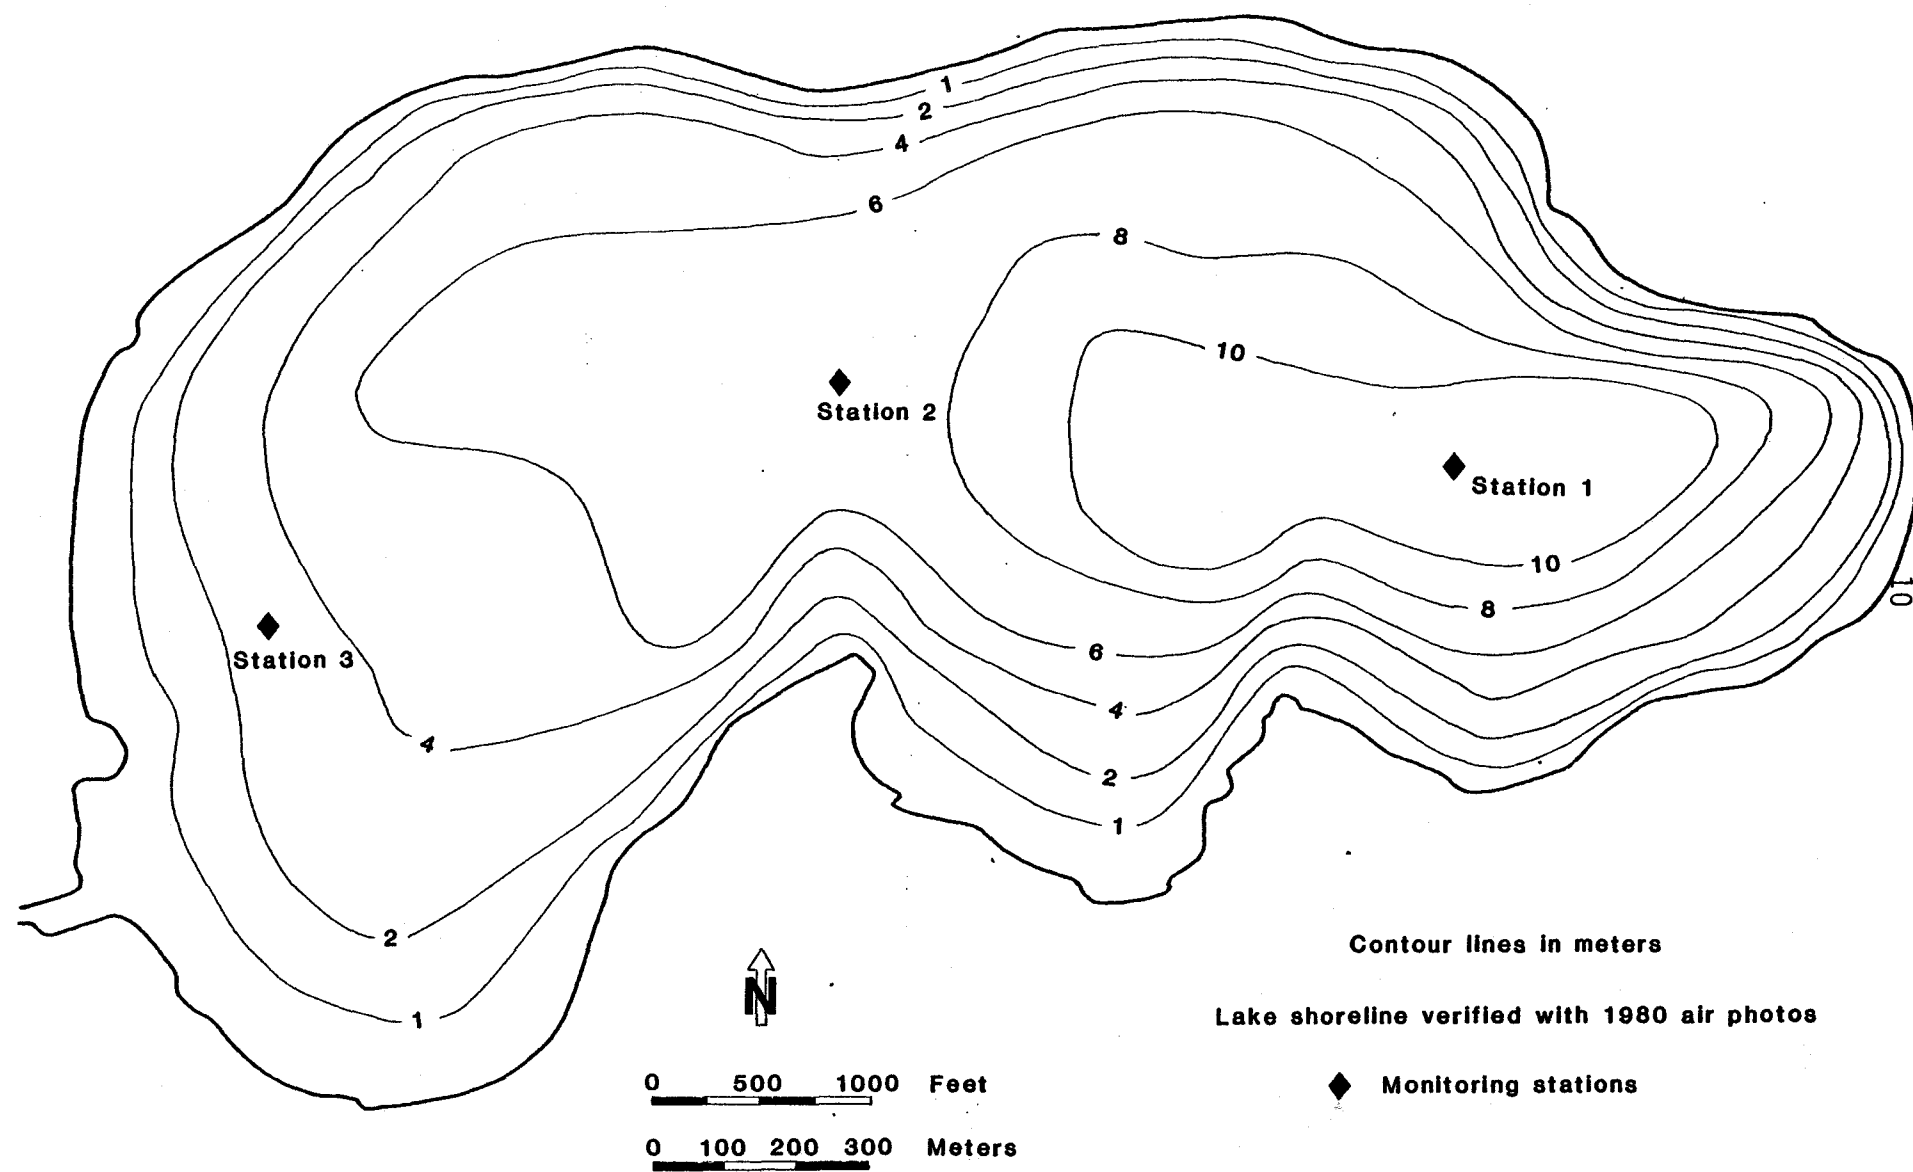 1
2
4
6
8
10
Station 2
Station 1
10
10
8
6
Station 3
4
4
2
1
2
1
Contour lines in meters
N
Lake shoreline verified with 1980 air photos
0 500 1000 Feet
Monitoring stations
0 100 200 300 Meters